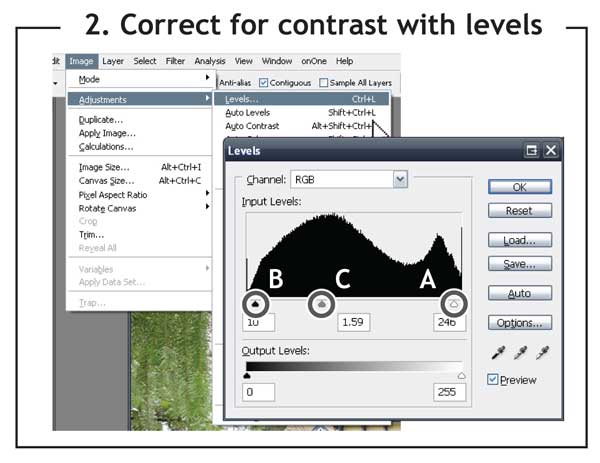 2. Correct for contrast with levels
dit Image Layer Select Filter Analysis View Window onOne Help
Mode
Anti-alias Contiguous Sample All Layers
Adjustments
Levels... Ctrl+L
Auto Levels Shift+Ctrl+L
Auto Contrast Alt+Shift+Ctrl+
Duplicate...
Apply Image...
Calculations...
Image Size... Alt+Ctrl+I
Canvas Size... Alt+Ctrl+C
Pixel Aspect Ratio
Rotate Canvas
Crop
Trim...
Reveal All
Variables
Apply Data Set...
Trap...
Levels
Channel: RGB
Input Levels:
B C A
10 1.59 246
Output Levels:
0 255
OK
Reset
Load...
Save...
Auto
Options...
Preview